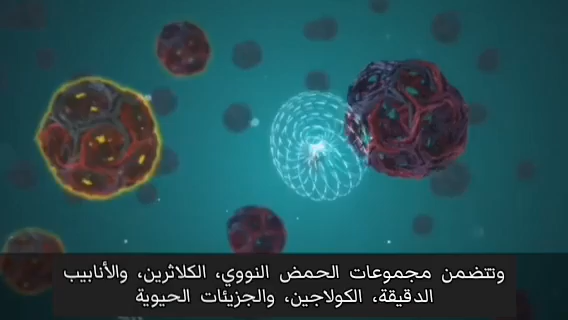 وتتضمن مجموعات الحمض النووي، الكلاثرين، والأنابيب
الدقيقة، الكولاجين، والجزيئات الحيوية